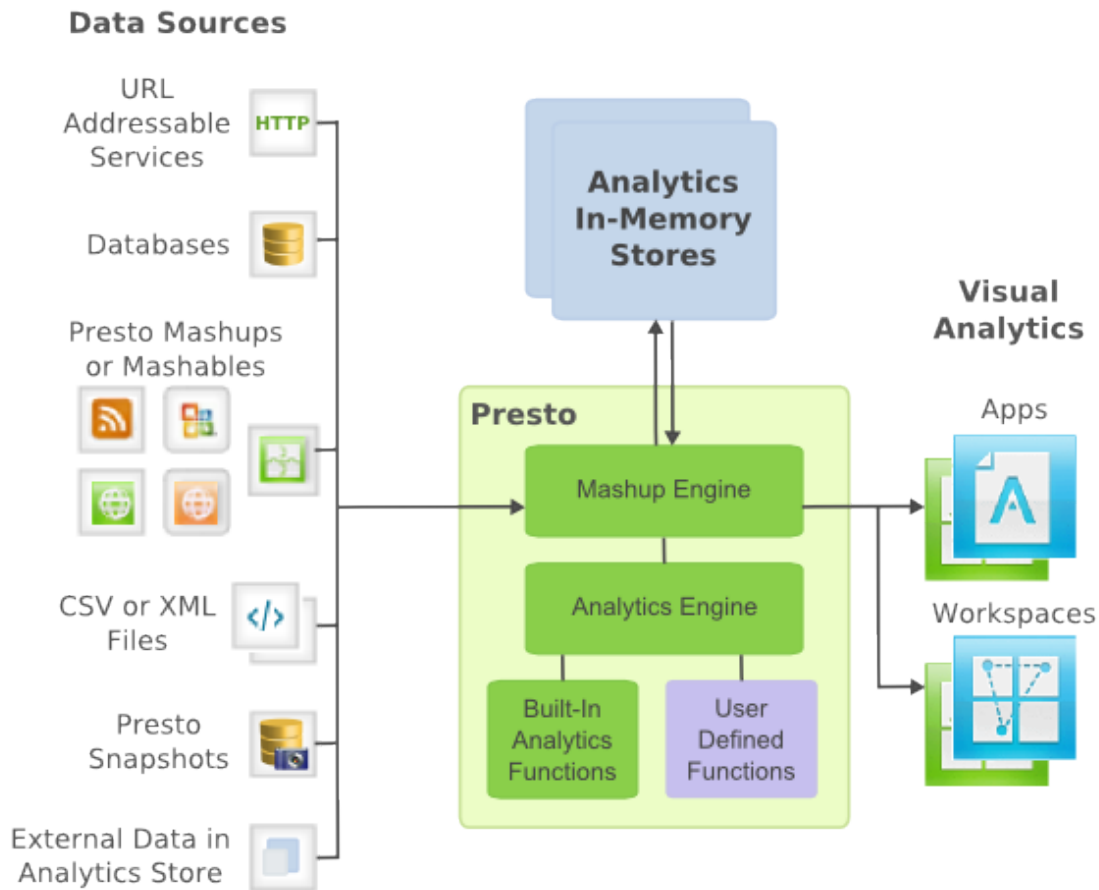 Data Sources
URL
Addressable
Services
HTTP
Databases
Presto Mashups
or Mashables
CSV or XML
Files
</>
Presto
Snapshots
External Data in
Analytics Store
Analytics
In-Memory
Stores
Presto
Mashup Engine
Analytics Engine
Built-In
Analytics
Functions
User
Defined
Functions
Visual
Analytics
Apps
A
Workspaces